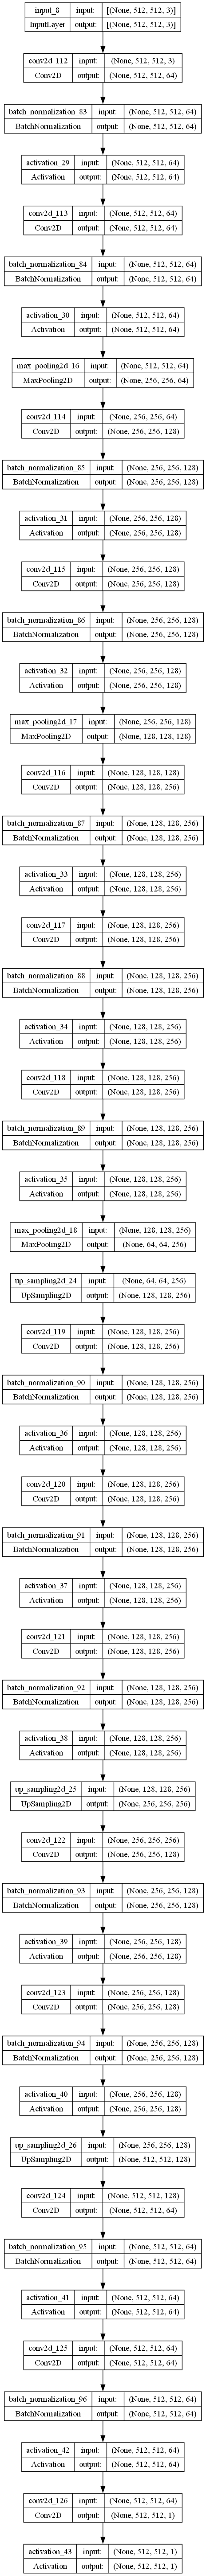 input_8 input: [(None, 512, 512, 3)]
InputLayer output: [(None, 512, 512, 3)]
conv2d_112 input: (None, 512, 512, 3)
Conv2D output: (None, 512, 512, 64)
batch_normalization_83 input: (None, 512, 512, 64)
BatchNormalization output: (None, 512, 512, 64)
activation_29 input: (None, 512, 512, 64)
Activation output: (None, 512, 512, 64)
conv2d_113 input: (None, 512, 512, 64)
Conv2D output: (None, 512, 512, 64)
batch_normalization_84 input: (None, 512, 512, 64)
BatchNormalization output: (None, 512, 512, 64)
activation_30 input: (None, 512, 512, 64)
Activation output: (None, 512, 512, 64)
max_pooling2d_16 input: (None, 512, 512, 64)
MaxPooling2D output: (None, 256, 256, 64)
conv2d_114 input: (None, 256, 256, 64)
Conv2D output: (None, 256, 256, 128)
batch_normalization_85 input: (None, 256, 256, 128)
BatchNormalization output: (None, 256, 256, 128)
activation_31 input: (None, 256, 256, 128)
Activation output: (None, 256, 256, 128)
conv2d_115 input: (None, 256, 256, 128)
Conv2D output: (None, 256, 256, 128)
batch_normalization_86 input: (None, 256, 256, 128)
BatchNormalization output: (None, 256, 256, 128)
activation_32 input: (None, 256, 256, 128)
Activation output: (None, 256, 256, 128)
max_pooling2d_17 input: (None, 256, 256, 128)
MaxPooling2D output: (None, 128, 128, 128)
conv2d_116 input: (None, 128, 128, 128)
Conv2D output: (None, 128, 128, 256)
batch_normalization_87 input: (None, 128, 128, 256)
BatchNormalization output: (None, 128, 128, 256)
activation_33 input: (None, 128, 128, 256)
Activation output: (None, 128, 128, 256)
conv2d_117 input: (None, 128, 128, 256)
Conv2D output: (None, 128, 128, 256)
batch_normalization_88 input: (None, 128, 128, 256)
BatchNormalization output: (None, 128, 128, 256)
activation_34 input: (None, 128, 128, 256)
Activation output: (None, 128, 128, 256)
conv2d_118 input: (None, 128, 128, 256)
Conv2D output: (None, 128, 128, 256)
batch_normalization_89 input: (None, 128, 128, 256)
BatchNormalization output: (None, 128, 128, 256)
activation_35 input: (None, 128, 128, 256)
Activation output: (None, 128, 128, 256)
max_pooling2d_18 input: (None, 128, 128, 256)
MaxPooling2D output: (None, 64, 64, 256)
up_sampling2d_24 input: (None, 64, 64, 256)
UpSampling2D output: (None, 128, 128, 256)
conv2d_119 input: (None, 128, 128, 256)
Conv2D output: (None, 128, 128, 256)
batch_normalization_90 input: (None, 128, 128, 256)
BatchNormalization output: (None, 128, 128, 256)
activation_36 input: (None, 128, 128, 256)
Activation output: (None, 128, 128, 256)
conv2d_120 input: (None, 128, 128, 256)
Conv2D output: (None, 128, 128, 256)
batch_normalization_91 input: (None, 128, 128, 256)
BatchNormalization output: (None, 128, 128, 256)
activation_37 input: (None, 128, 128, 256)
Activation output: (None, 128, 128, 256)
conv2d_121 input: (None, 128, 128, 256)
Conv2D output: (None, 128, 128, 256)
batch_normalization_92 input: (None, 128, 128, 256)
BatchNormalization output: (None, 128, 128, 256)
activation_38 input: (None, 128, 128, 256)
Activation output: (None, 128, 128, 256)
up_sampling2d_25 input: (None, 128, 128, 256)
UpSampling2D output: (None, 256, 256, 256)
conv2d_122 input: (None, 256, 256, 256)
Conv2D output: (None, 256, 256, 128)
batch_normalization_93 input: (None, 256, 256, 128)
BatchNormalization output: (None, 256, 256, 128)
activation_39 input: (None, 256, 256, 128)
Activation output: (None, 256, 256, 128)
conv2d_123 input: (None, 256, 256, 128)
Conv2D output: (None, 256, 256, 128)
batch_normalization_94 input: (None, 256, 256, 128)
BatchNormalization output: (None, 256, 256, 128)
activation_40 input: (None, 256, 256, 128)
Activation output: (None, 256, 256, 128)
up_sampling2d_26 input: (None, 256, 256, 128)
UpSampling2D output: (None, 512, 512, 128)
conv2d_124 input: (None, 512, 512, 128)
Conv2D output: (None, 512, 512, 64)
batch_normalization_95 input: (None, 512, 512, 64)
BatchNormalization output: (None, 512, 512, 64)
activation_41 input: (None, 512, 512, 64)
Activation output: (None, 512, 512, 64)
conv2d_125 input: (None, 512, 512, 64)
Conv2D output: (None, 512, 512, 64)
batch_normalization_96 input: (None, 512, 512, 64)
BatchNormalization output: (None, 512, 512, 64)
activation_42 input: (None, 512, 512, 64)
Activation output: (None, 512, 512, 64)
conv2d_126 input: (None, 512, 512, 64)
Conv2D output: (None, 512, 512, 1)
activation_43 input: (None, 512, 512, 1)
Activation output: (None, 512, 512, 1)